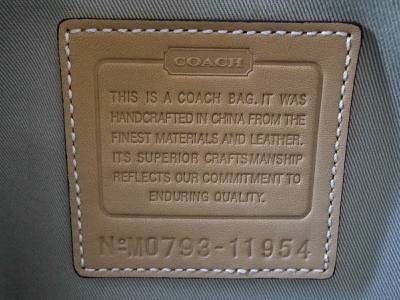 COACH
THIS IS A COACH BAG. IT WAS
HANDCRAFTED IN CHINA FROM THE
FINEST MATERIALS AND LEATHER.
ITS SUPERIOR CRAFTSMANSHIP
REFLECTS OUR COMMITMENT TO
ENDURING QUALITY.
NºM0793-11954